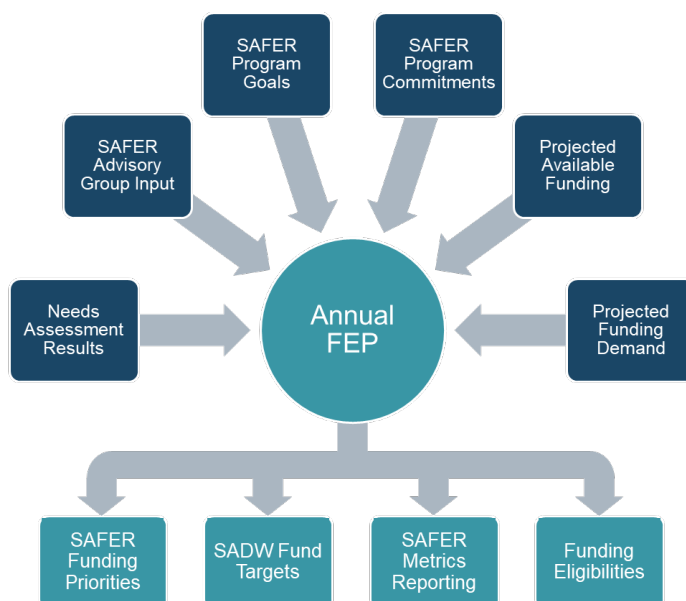 SAFER
Program
Goals
SAFER
Program
Commitments
SAFER
Advisory
Group Input
Projected
Available
Funding
Needs
Assessment
Results
Annual
FEP
Projected
Funding
Demand
SAFER
Funding
Priorities
SADW Fund
Targets
SAFER
Metrics
Reporting
Funding
Eligibilities